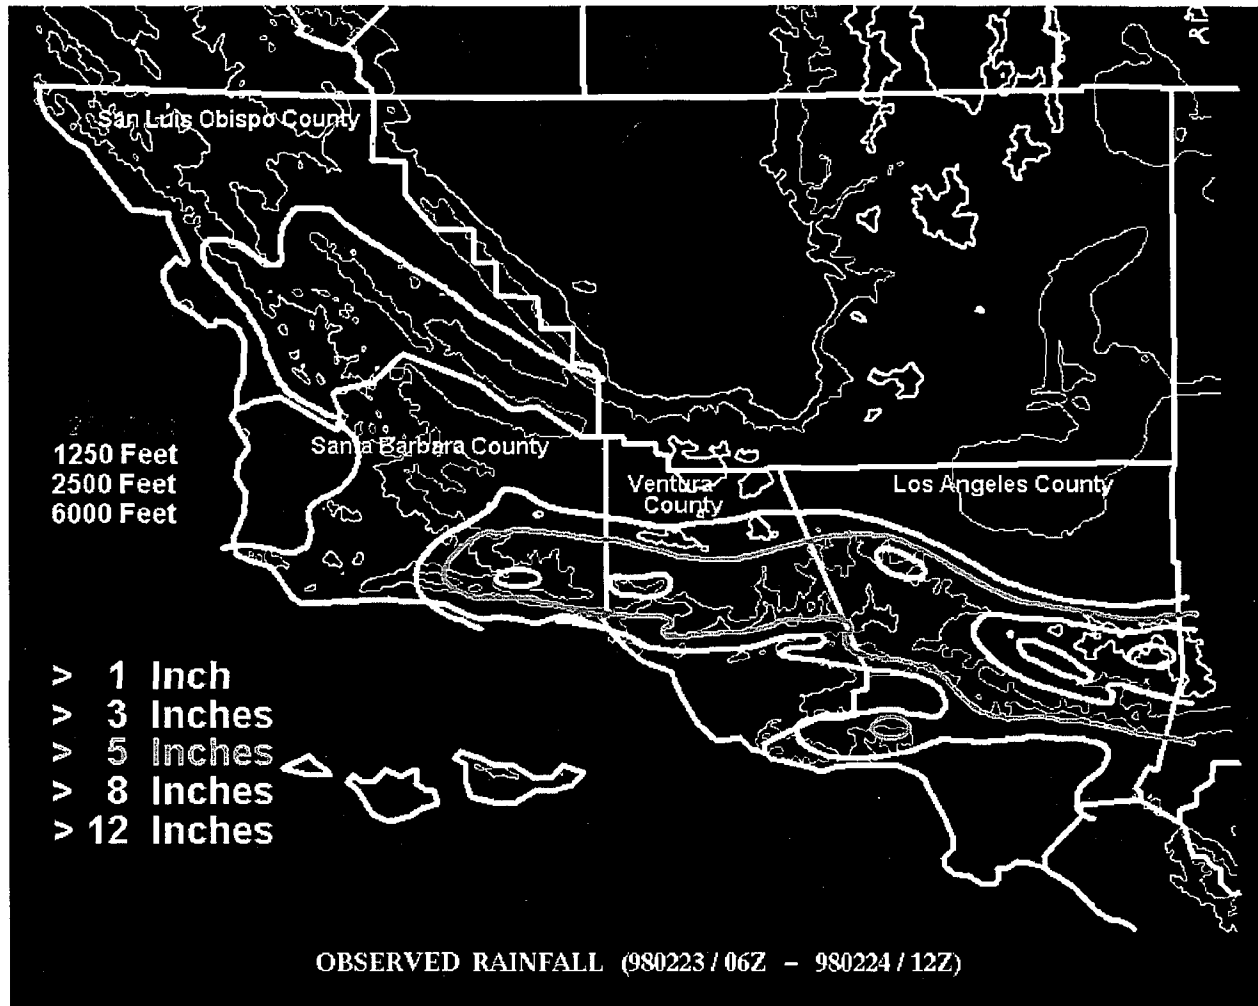 San Luis Obispo County
1250 Feet
2500 Feet
6000 Feet
Santa Barbara County
Ventura
County
Los Angeles County
> 1 Inch
> 3 Inches
> 5 Inches
> 8 Inches
> 12 Inches
OBSERVED RAINFALL (980223 / 06Z – 980224 / 12Z)